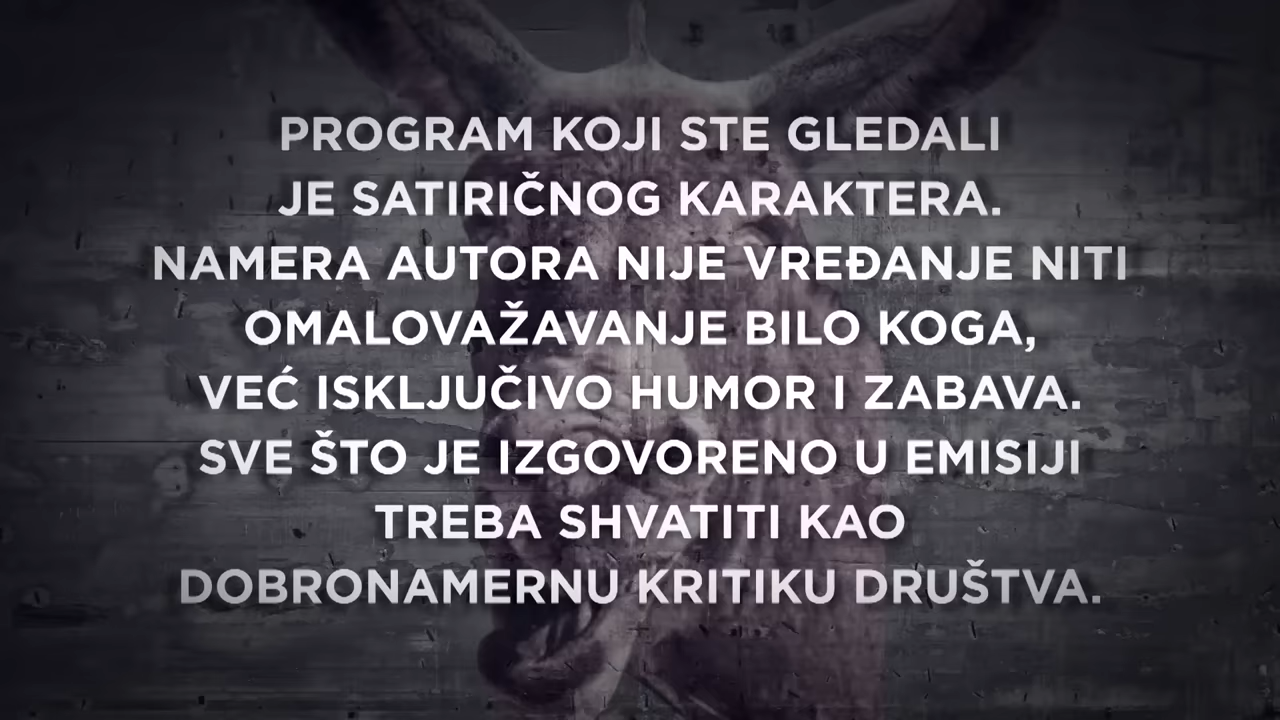 PROGRAM KOJI STE GLEDALI
JE SATIRIČNOG KARAKTERA.
NAMERA AUTORA NIJE VREĐANJE NITI
OMALOVAŽAVANJE BILO KOGA,
VEĆ ISKLJUČIVO HUMOR I ZABAVA.
SVE ŠTO JE IZGOVORENO U EMISIJI
TREBA SHVATITI KAO
DOBRONAMERNU KRITIKU DRUŠTVA.